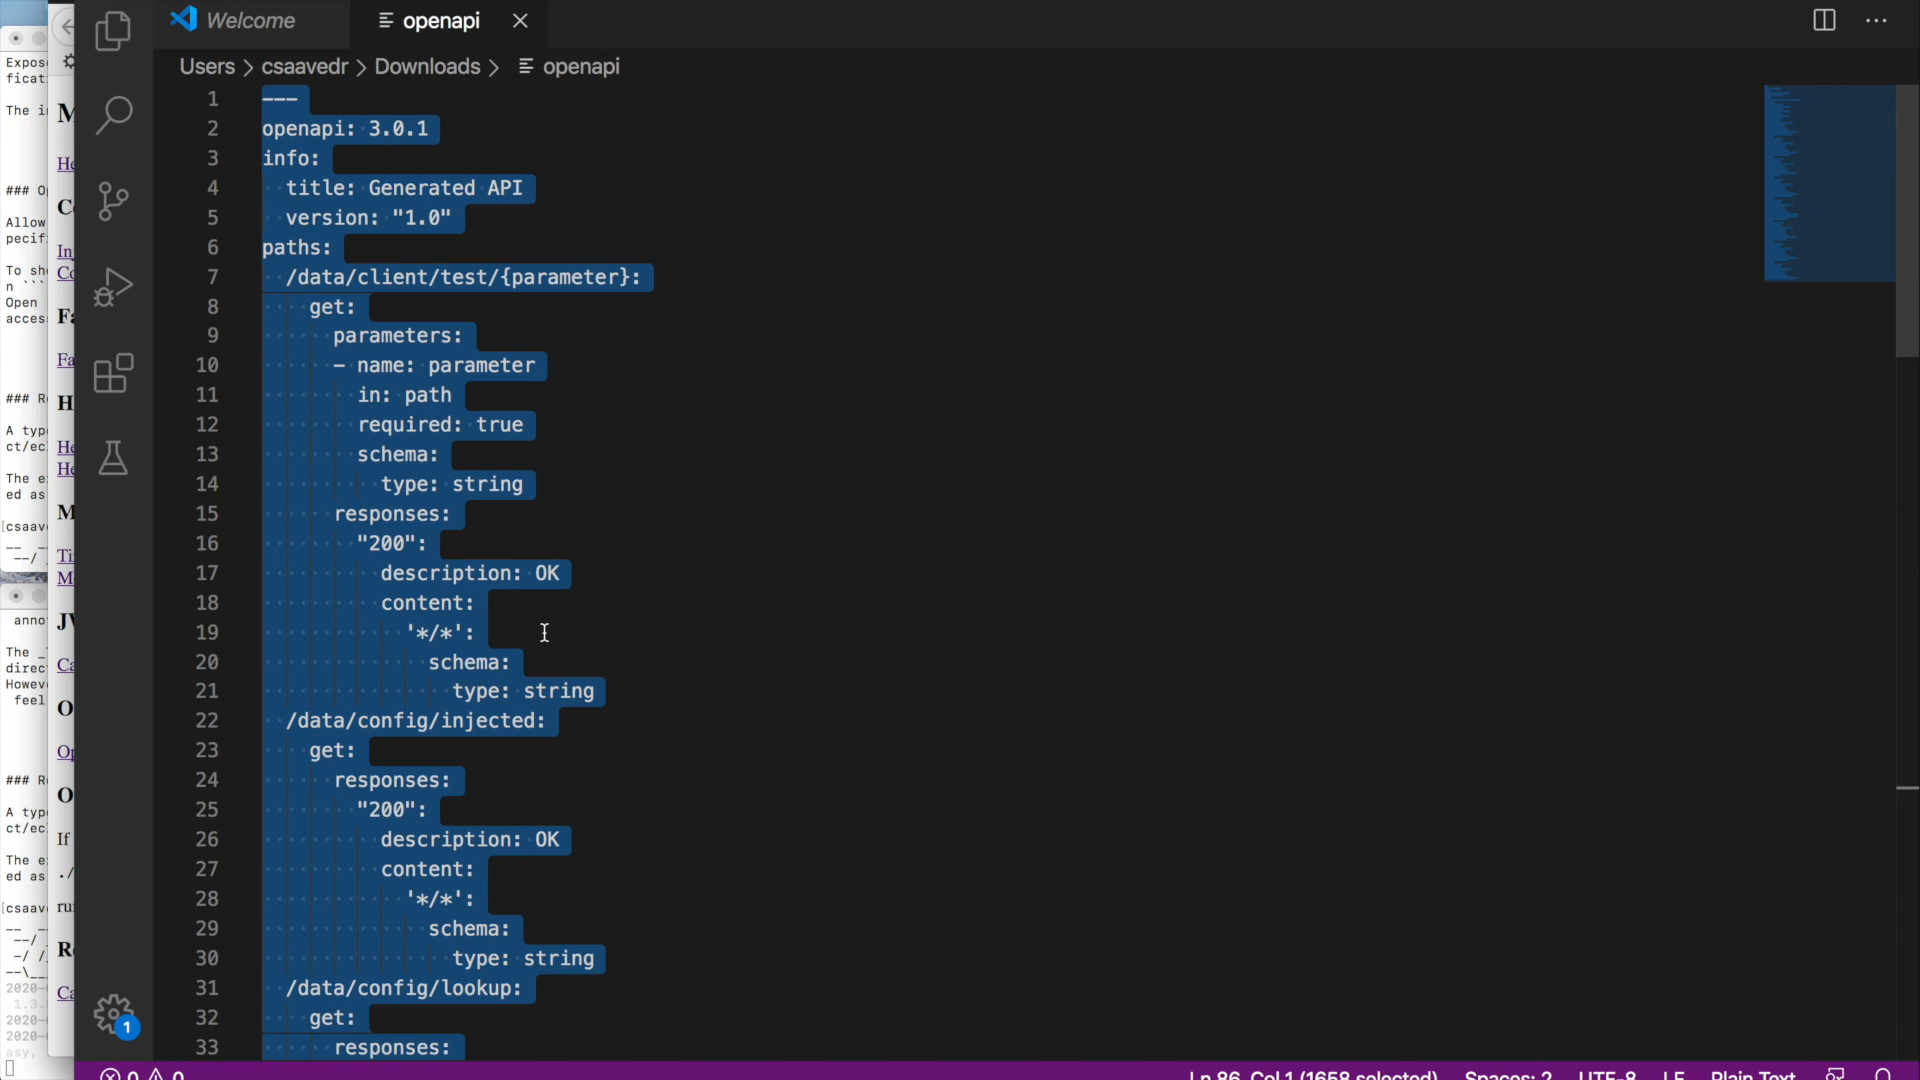 Welcome
openapi
Users > csaavedr > Downloads > openapi
1 ---
2 openapi: 3.0.1
3 info:
4 title: Generated API
5 version: "1.0"
6 paths:
7 /data/client/test/{parameter}:
8 get:
9 parameters:
10 - name: parameter
11 in: path
12 required: true
13 schema:
14 type: string
15 responses:
16 "200":
17 description: OK
18 content:
19 '*/*':
20 schema:
21 type: string
22 /data/config/injected:
23 get:
24 responses:
25 "200":
26 description: OK
27 content:
28 '*/*':
29 schema:
30 type: string
31 /data/config/lookup:
32 get:
33 responses:
1
0 0
Ln 86, Col 1 (1658 selected) Spaces: 2 UTF-8 LF Plain Text